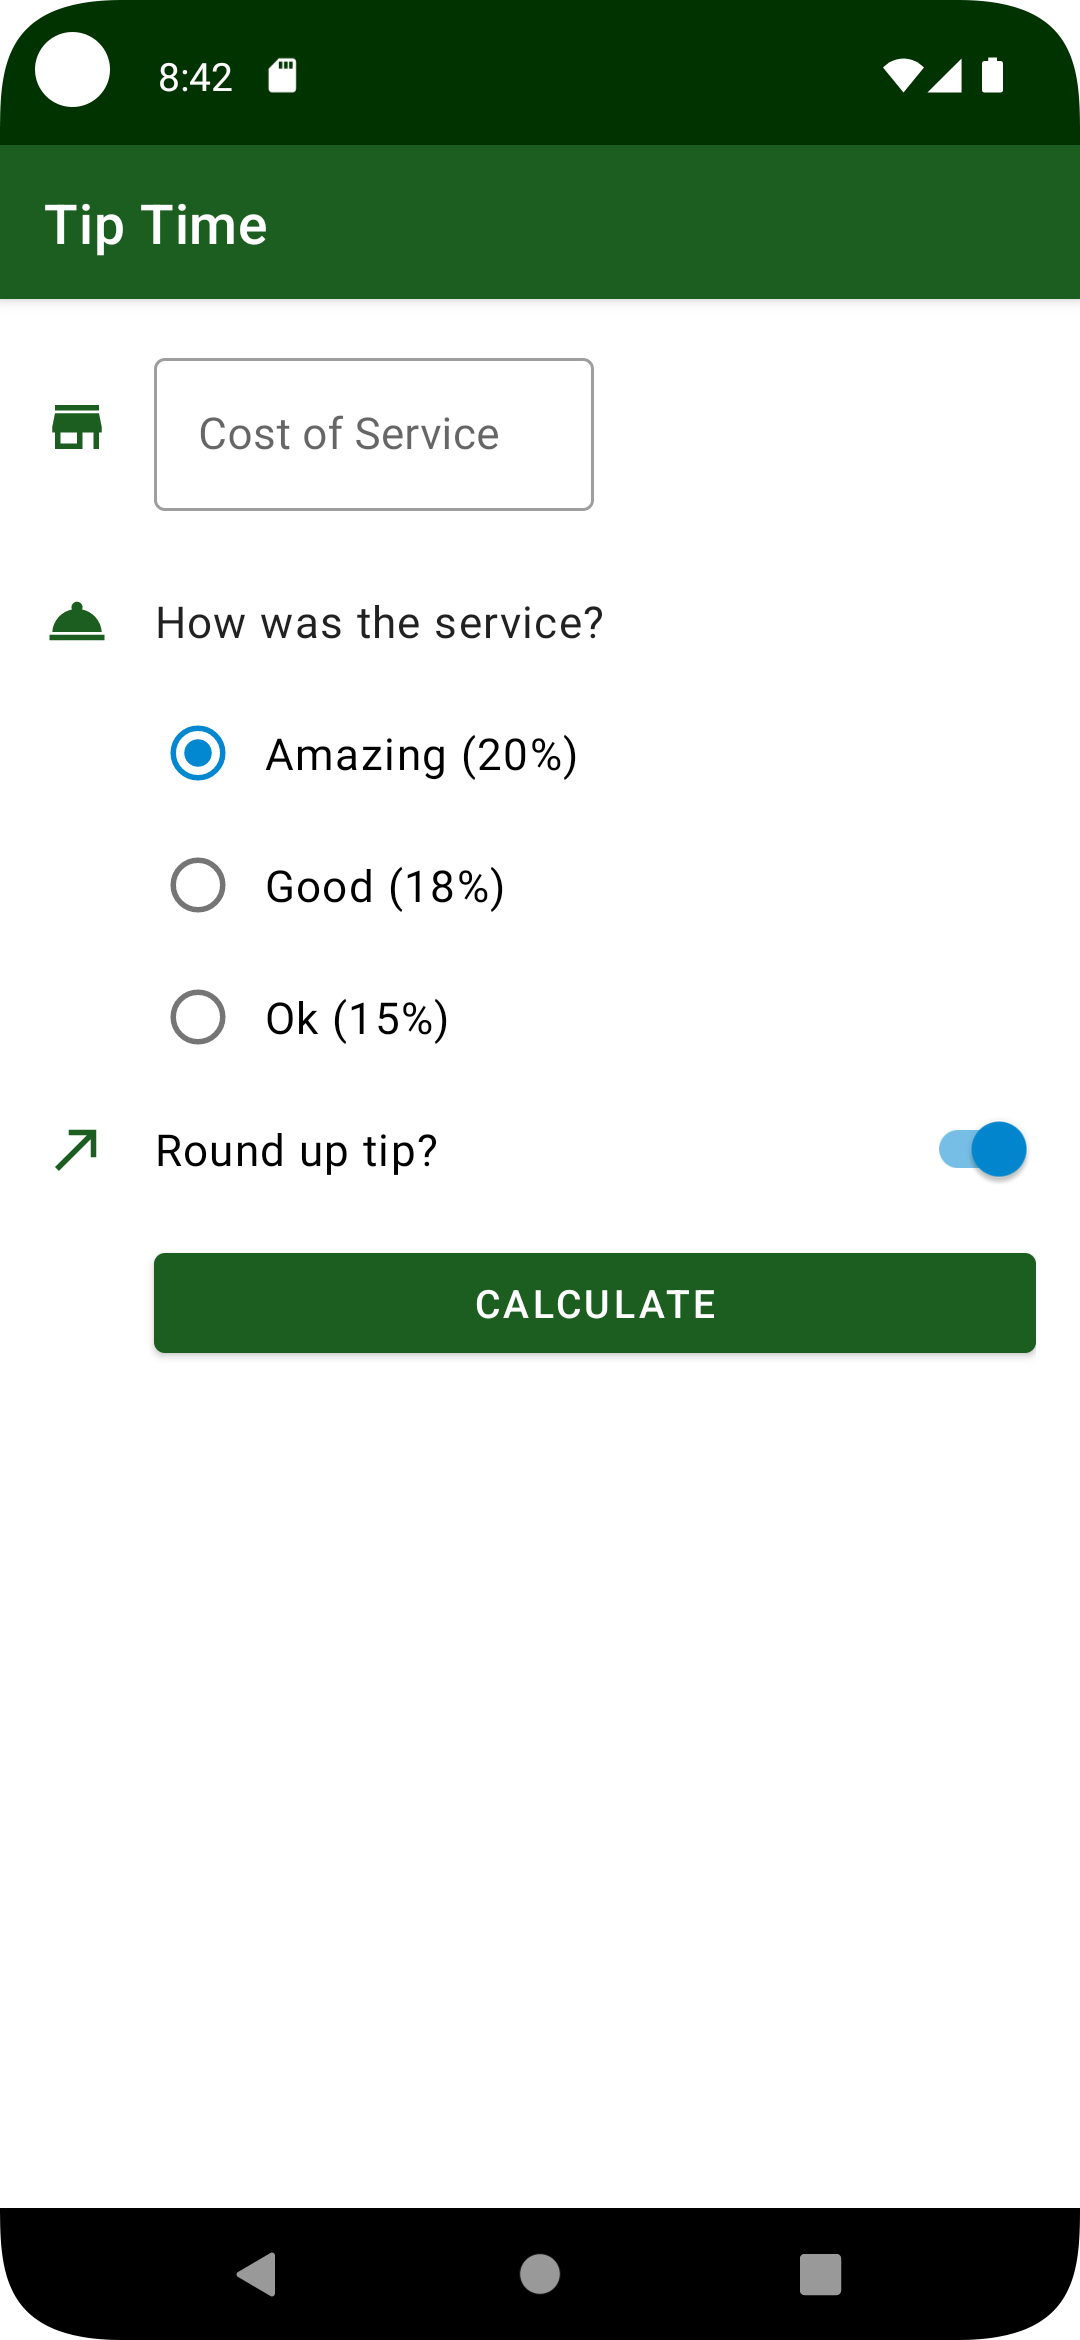 8:42
Tip Time
Cost of Service
How was the service?
Amazing (20%)
Good (18%)
Ok (15%)
Round up tip?
CALCULATE